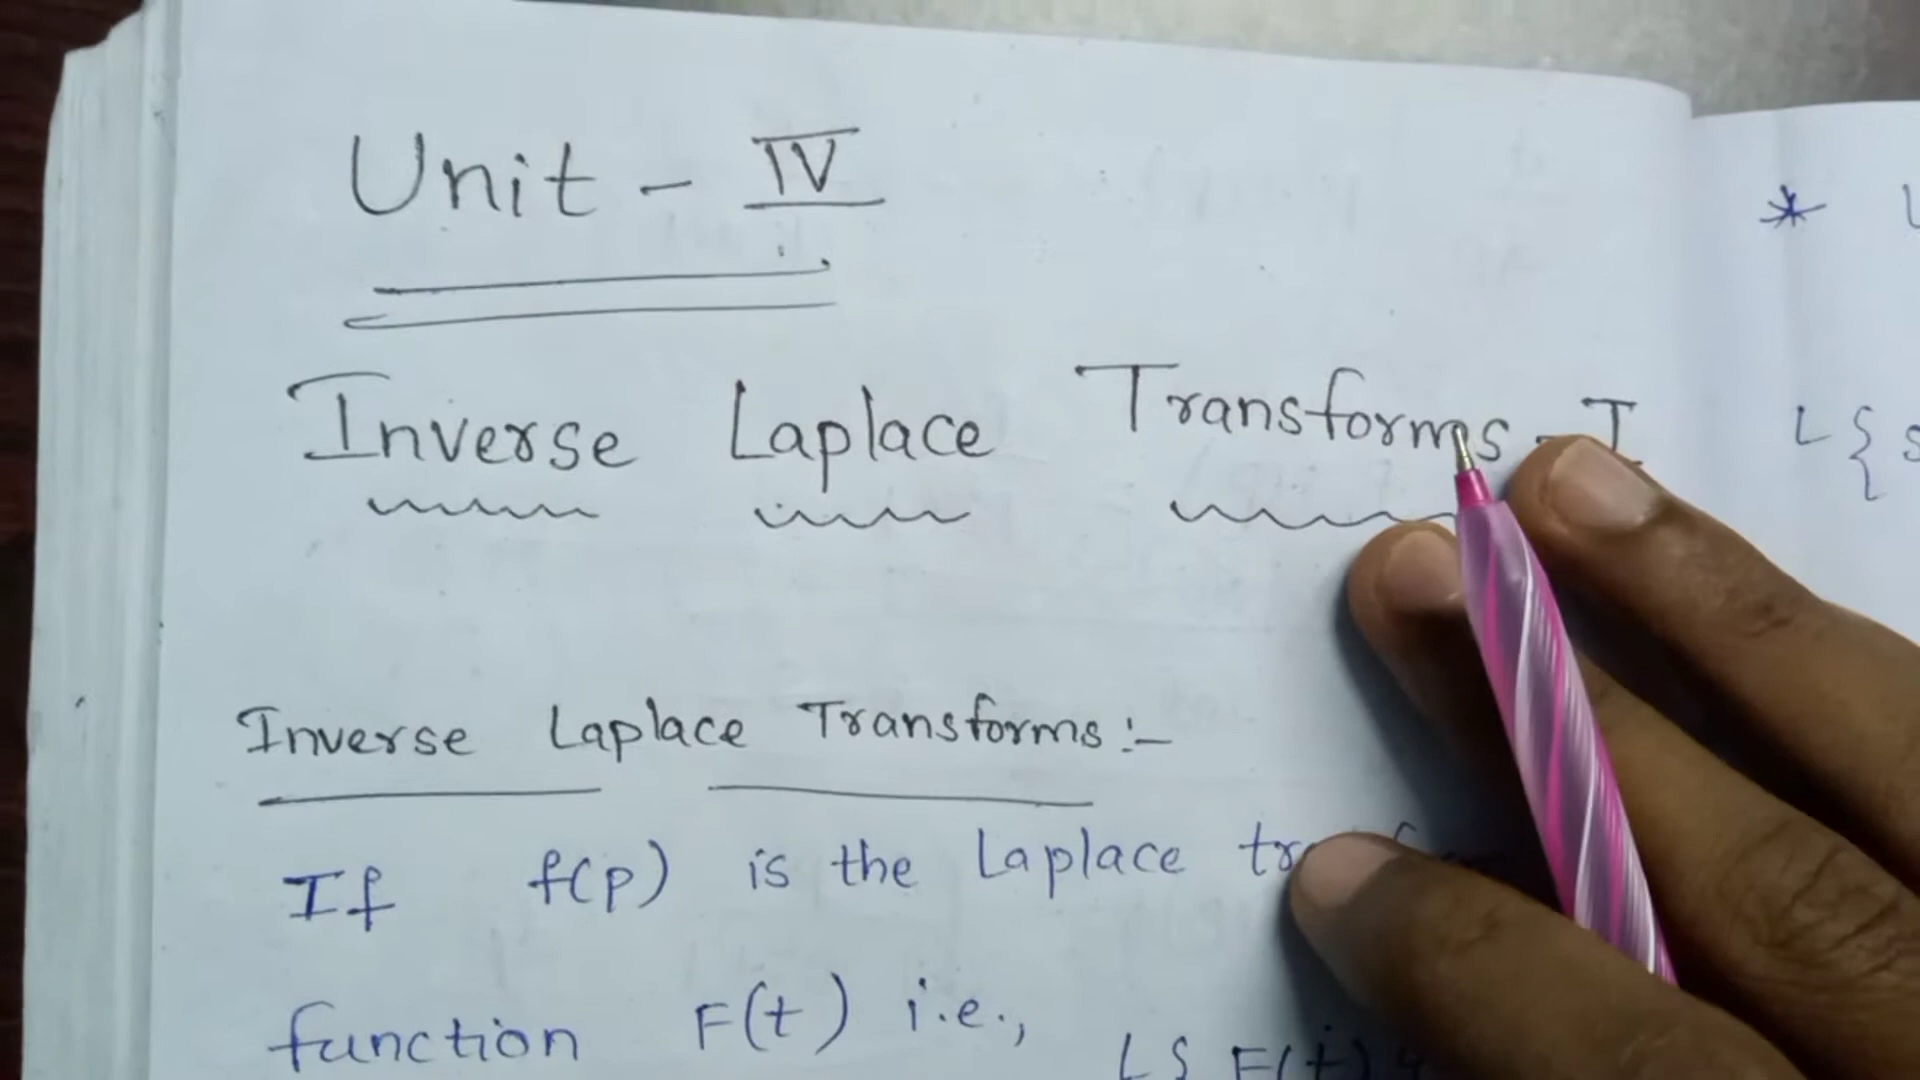 Unit - IV
Inverse Laplace Transforms - I
Inverse Laplace Transforms :-
If f(p) is the Laplace
function F(t) i.e., L{F(t)}
*
L{s